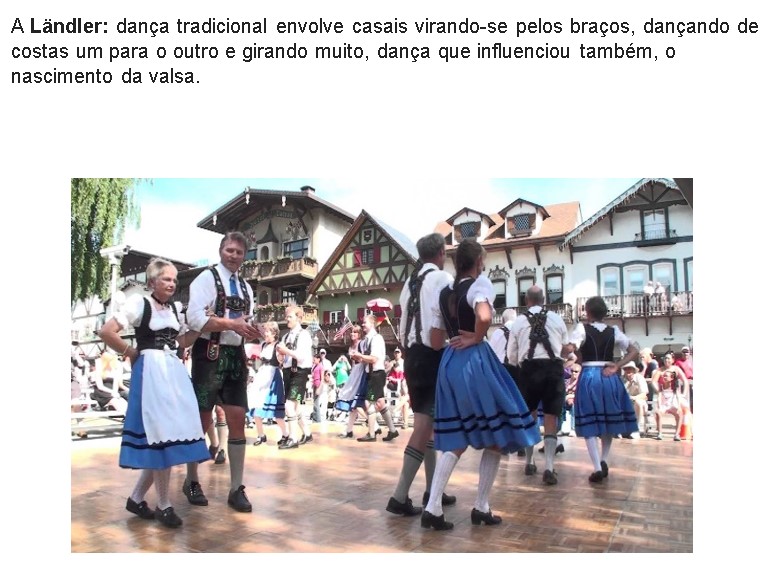 A Ländler: dança tradicional envolve casais virando-se pelos braços, dançando de
costas um para o outro e girando muito, dança que influenciou também, o
nascimento da valsa.